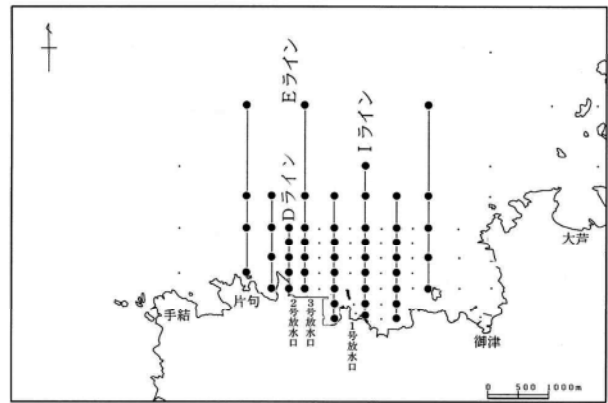 Eライン
Iライン
Dライン
大芦
手結
片句
2号放水口
3号放水口
1号放水口
御津
0 500 1000m